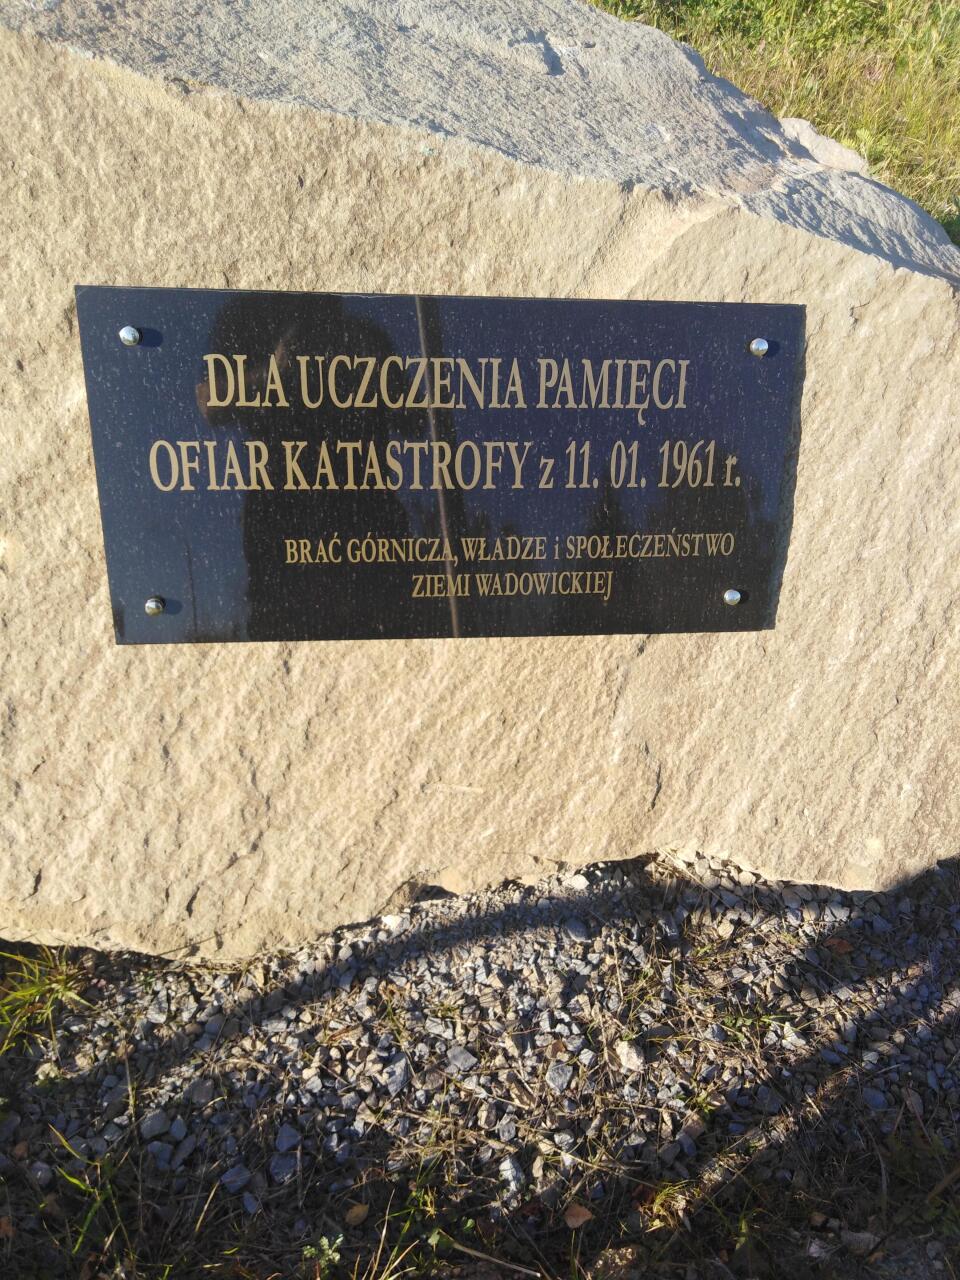 DLA UCZCZENIA PAMIĘCI
OFIAR KATASTROFY z 11. 01. 1961 r.
BRAĆ GÓRNICZA, WŁADZE i SPOŁECZEŃSTWO
ZIEMI WADOWICKIEJ